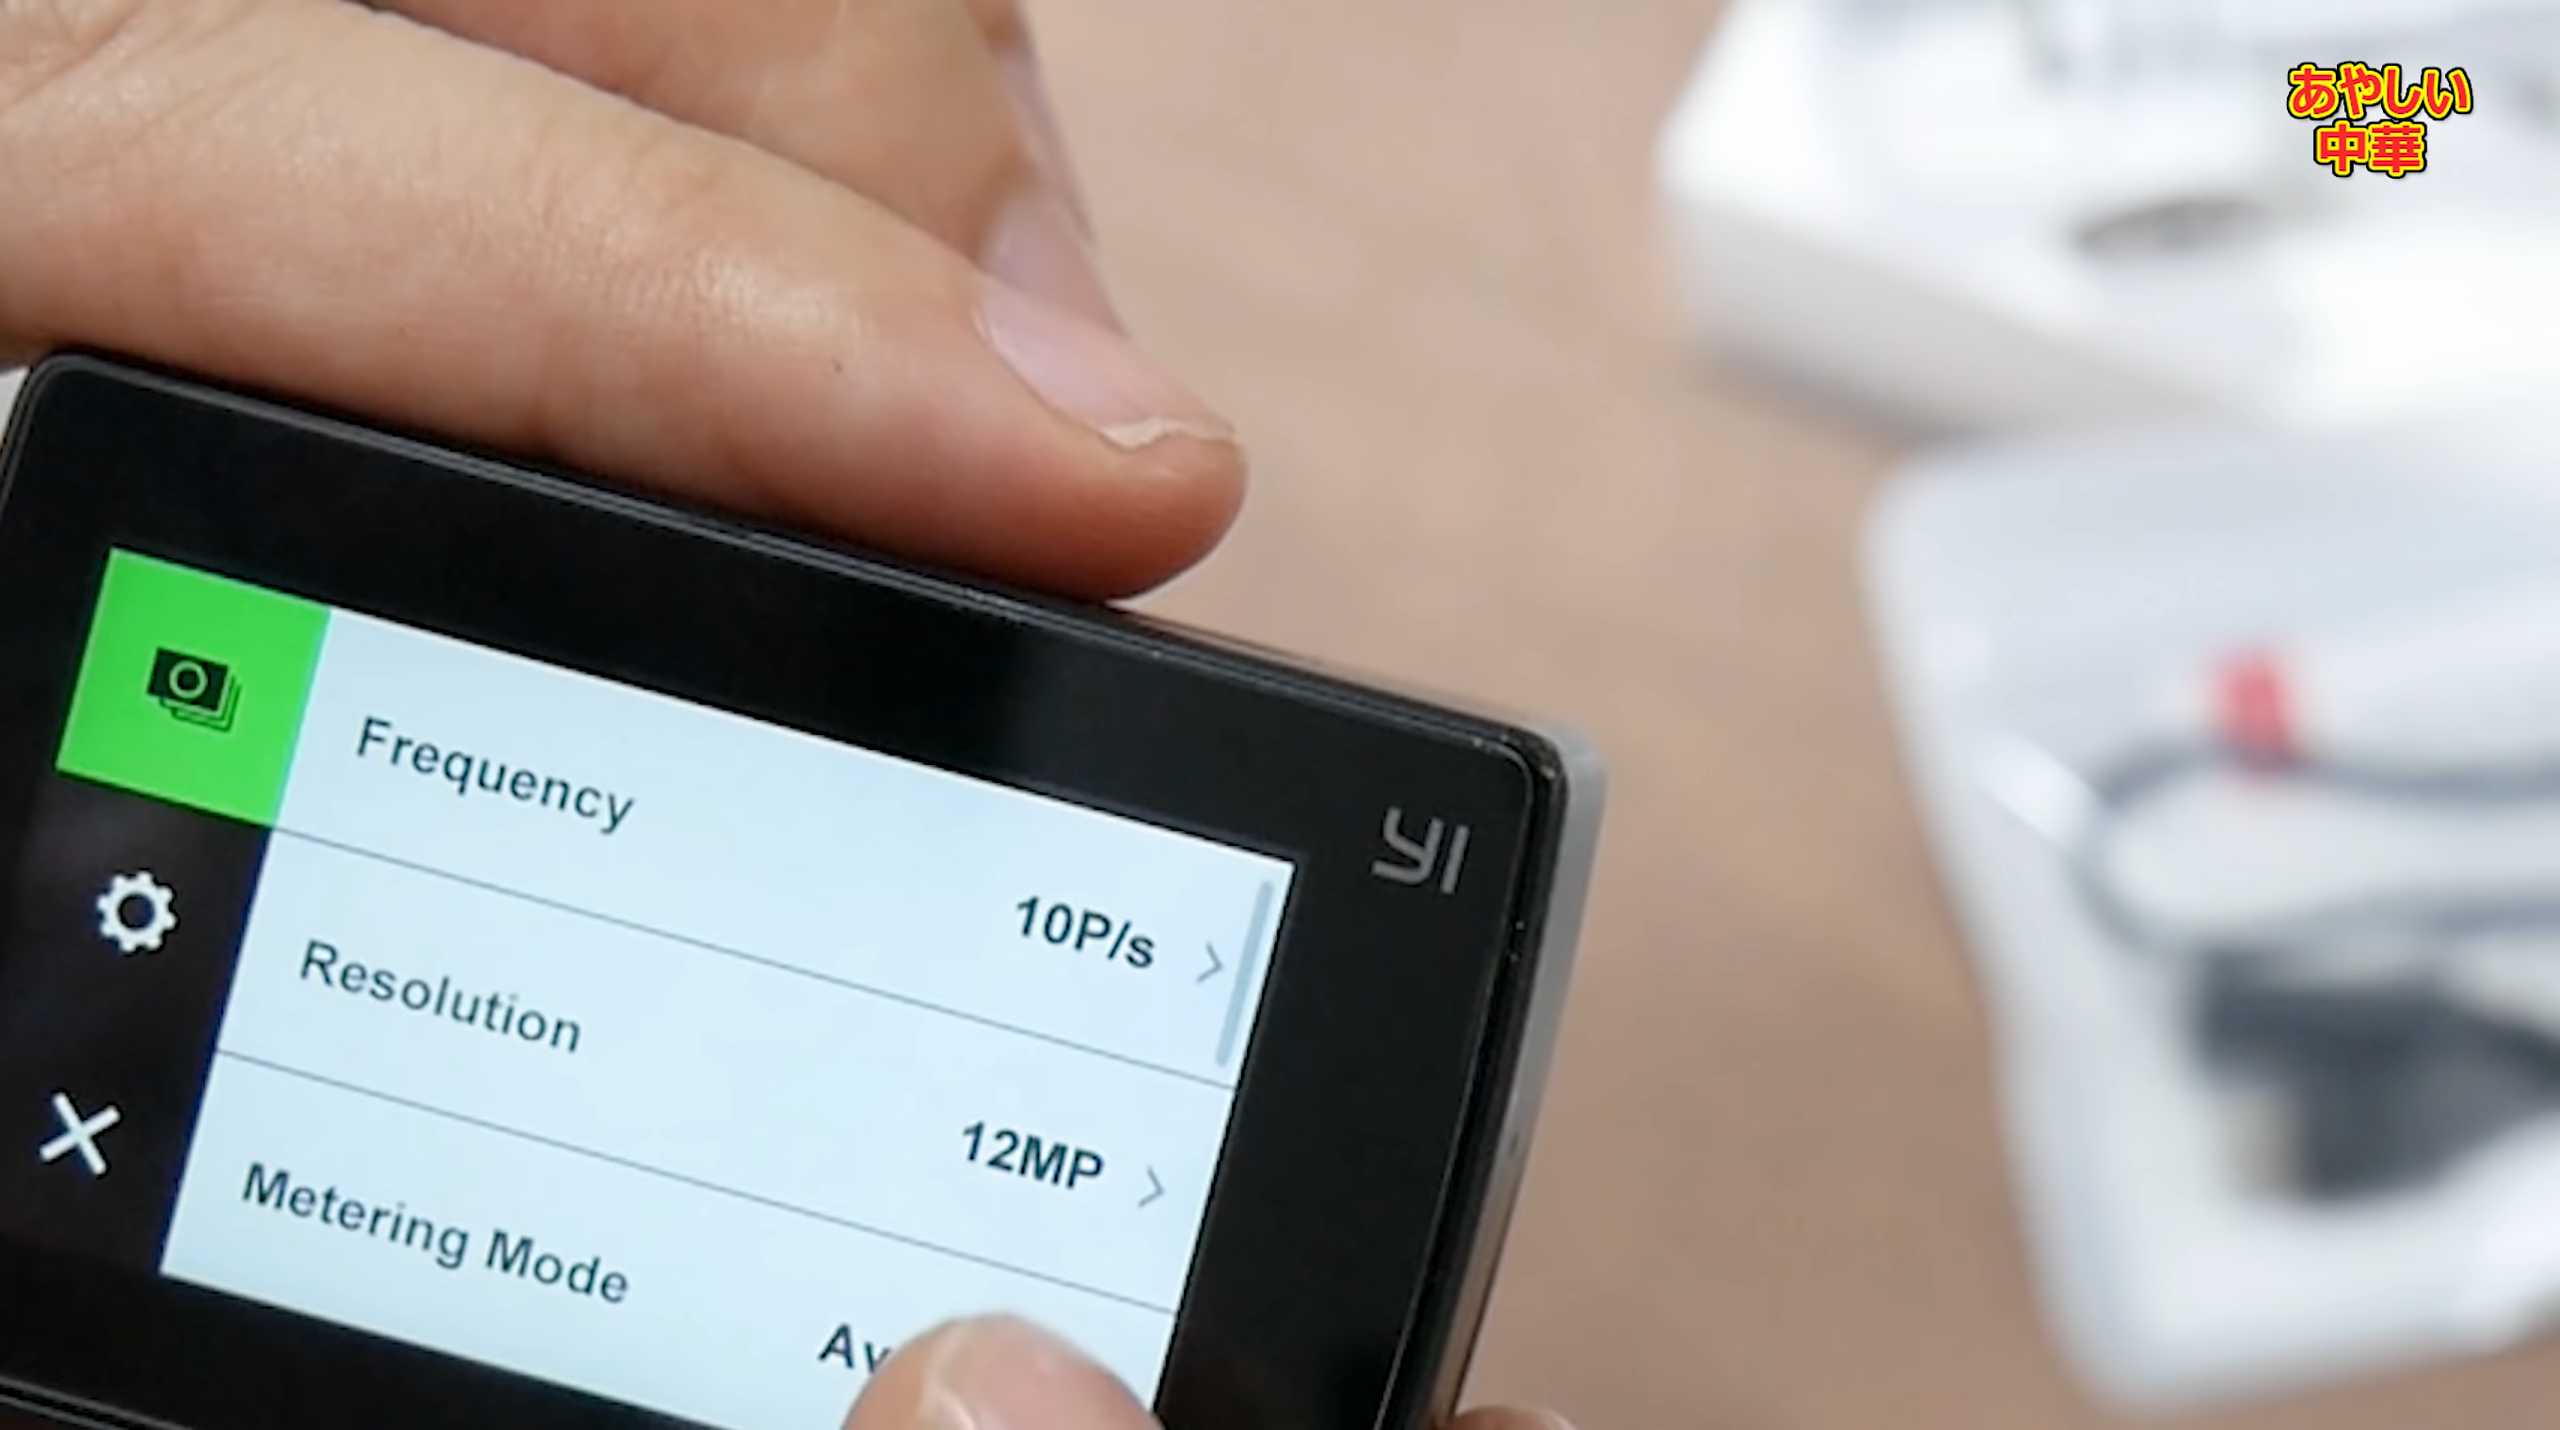 あやしい
中華
YI
Frequency
10P/s
Resolution
12MP
Metering Mode